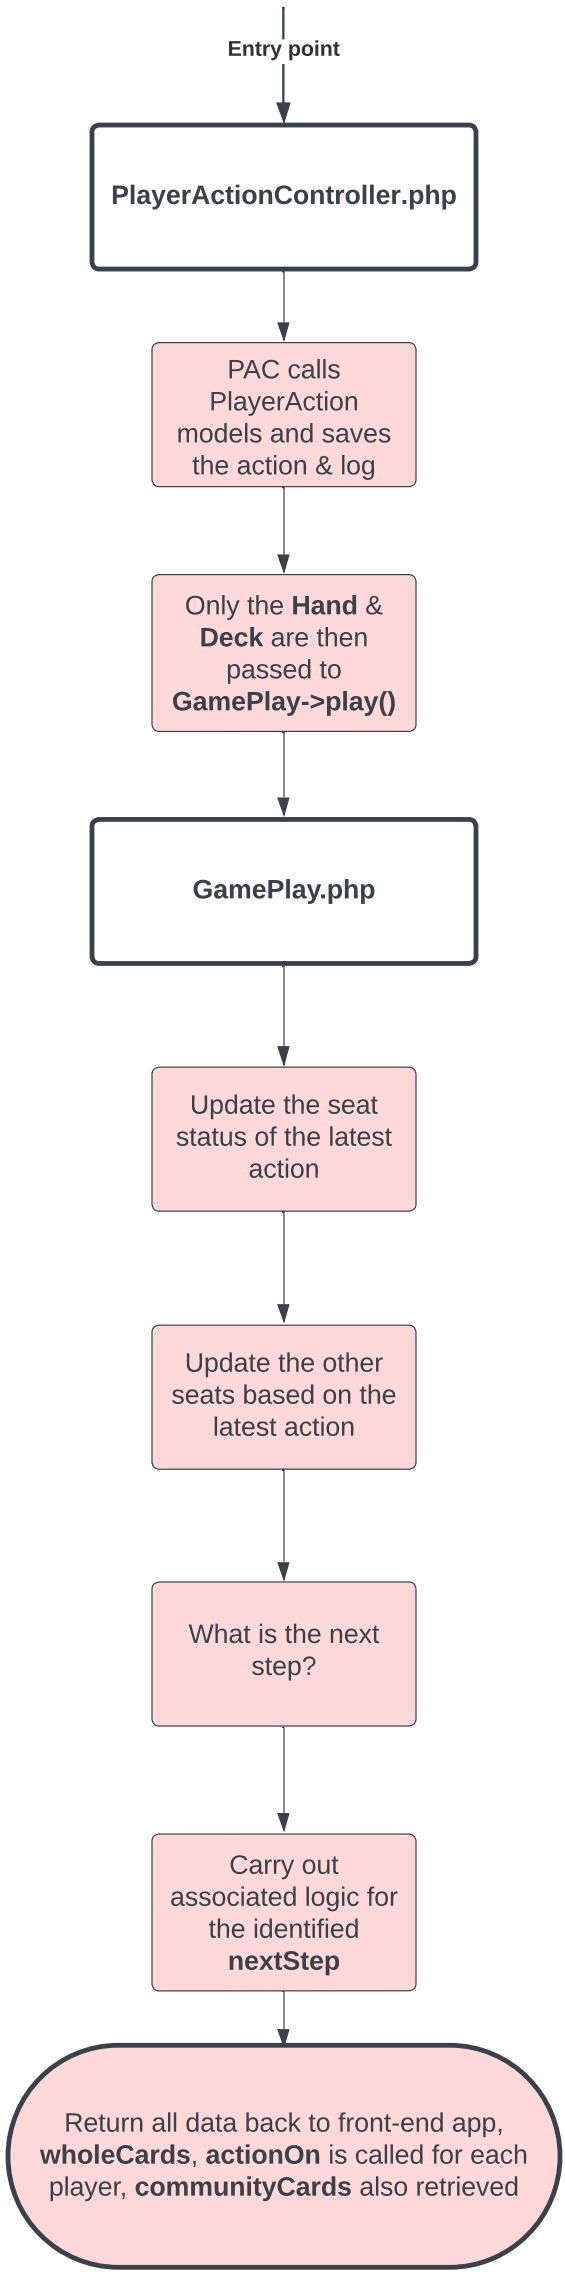 Entry point
PlayerActionController.php
PAC calls
PlayerAction
models and saves
the action & log
Only the Hand &
Deck are then
passed to
GamePlay->play()
GamePlay.php
Update the seat
status of the latest
action
Update the other
seats based on the
latest action
What is the next
step?
Carry out
associated logic for
the identified
nextStep
Return all data back to front-end app,
wholeCards, actionOn is called for each
player, communityCards also retrieved